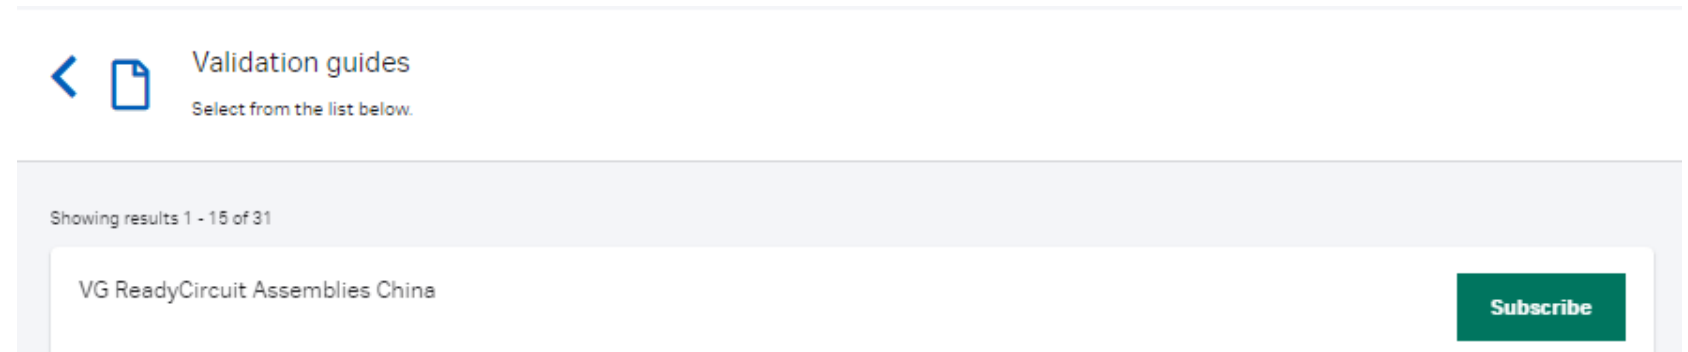 Validation guides
Select from the list below.
Showing results 1 - 15 of 31
VG ReadyCircuit Assemblies China
Subscribe